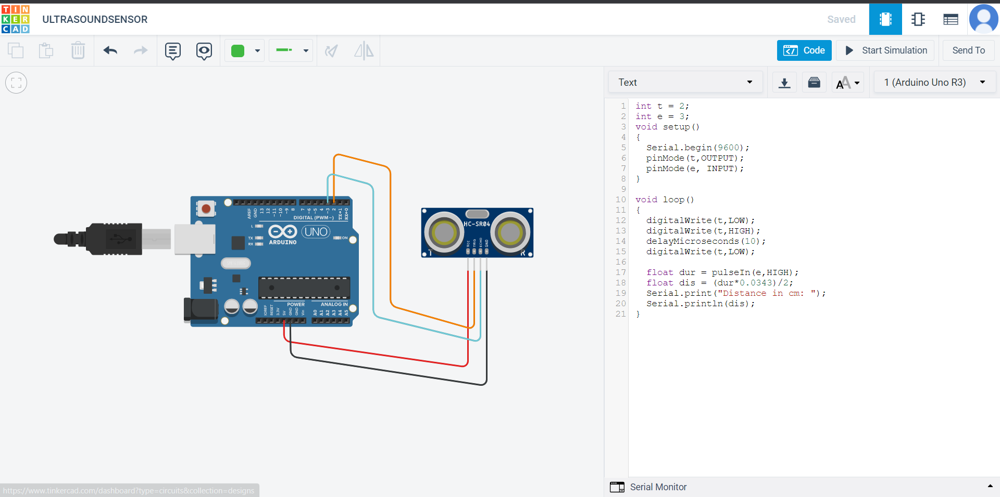 TIN
KER
CAD
ULTRASOUNDSENSOR
Saved
Code
Start Simulation
Send To
Text
1 (Arduino Uno R3)
1 int t = 2;
2 int e = 3;
3 void setup()
4 {
5 Serial.begin(9600);
6 pinMode(t,OUTPUT);
7 pinMode(e, INPUT);
8 }
9
10 void loop()
11 {
12 digitalWrite(t,LOW);
13 digitalWrite(t,HIGH);
14 delayMicroseconds(10);
15 digitalWrite(t,LOW);
16
17 float dur = pulseIn(e,HIGH);
18 float dis = (dur*0.0343)/2;
19 Serial.print("Distance in cm: ");
20 Serial.println(dis);
21 }
AREF GND 13 12 ~11 ~10 ~9 8 7 ~6 ~5 4 ~3 2 TX→1 RX←0
DIGITAL (PWM~)
L
TX
RX
ARDUINO
UNO
ON
POWER
ANALOG IN
IOREF RESET 3.3V 5V GND GND Vin A0 A1 A2 A3 A4 A5
HC-SR04
VCC TRIG ECHO GND
T
R
https://www.tinkercad.com/dashboard?type=circuits&collection=designs
Serial Monitor